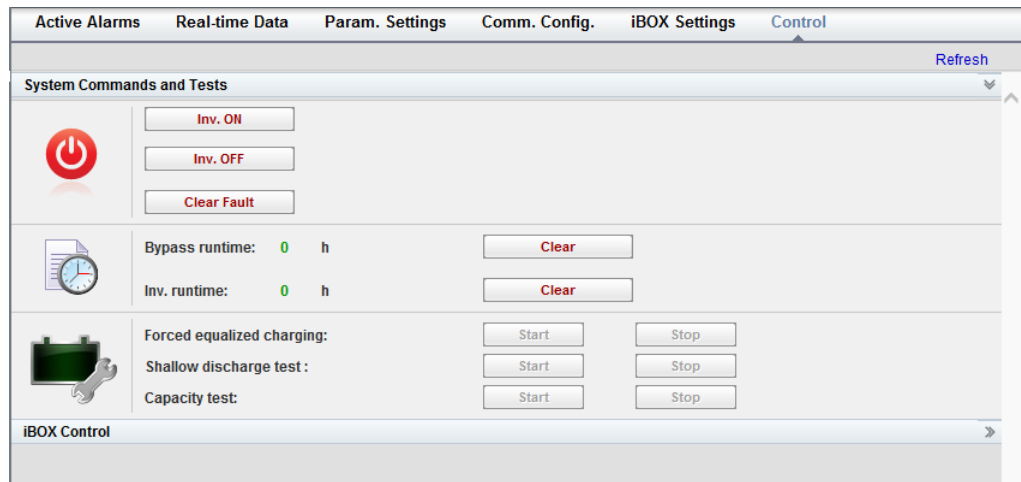 Active Alarms Real-time Data Param. Settings Comm. Config. iBOX Settings Control
Refresh
System Commands and Tests
Inv. ON
Inv. OFF
Clear Fault
Bypass runtime: 0 h Clear
Inv. runtime: 0 h Clear
Forced equalized charging: Start Stop
Shallow discharge test : Start Stop
Capacity test: Start Stop
iBOX Control